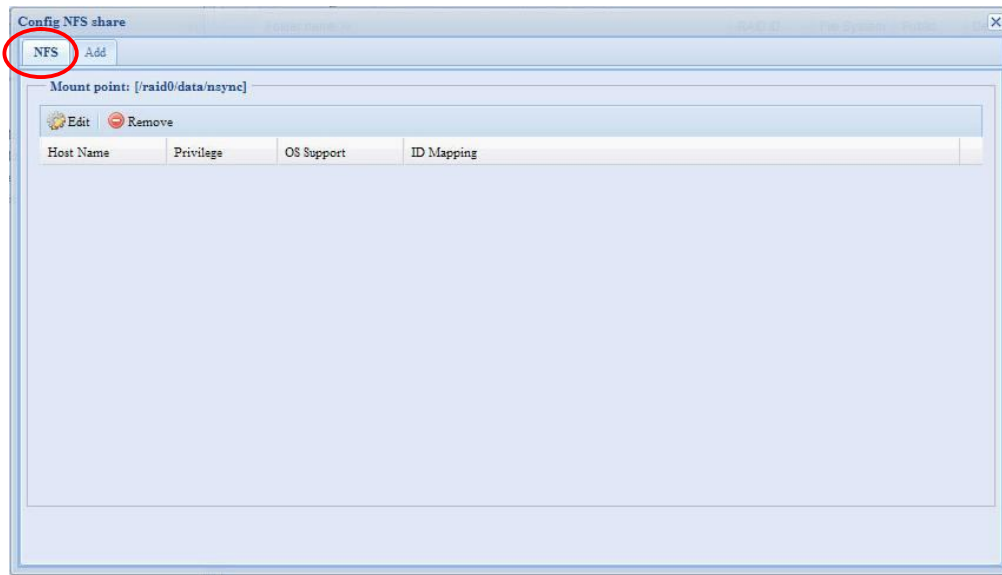 Config NFS share
NFS Add
Mount point: [/raid0/data/nsync]
Edit Remove
Host Name Privilege OS Support ID Mapping